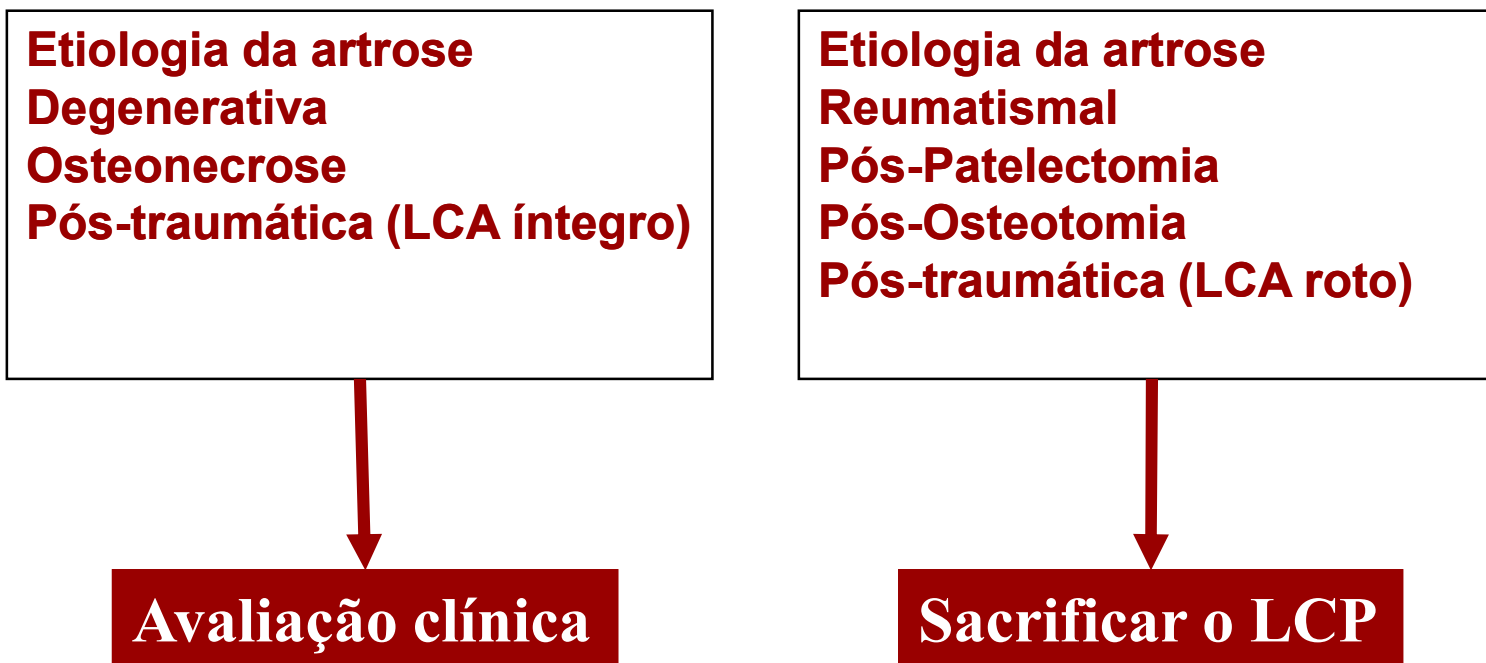 Etiologia da artrose
Degenerativa
Osteonecrose
Pós-traumática (LCA íntegro)
Avaliação clínica
Etiologia da artrose
Reumatismal
Pós-Patelectomia
Pós-Osteotomia
Pós-traumática (LCA roto)
Sacrificar o LCP